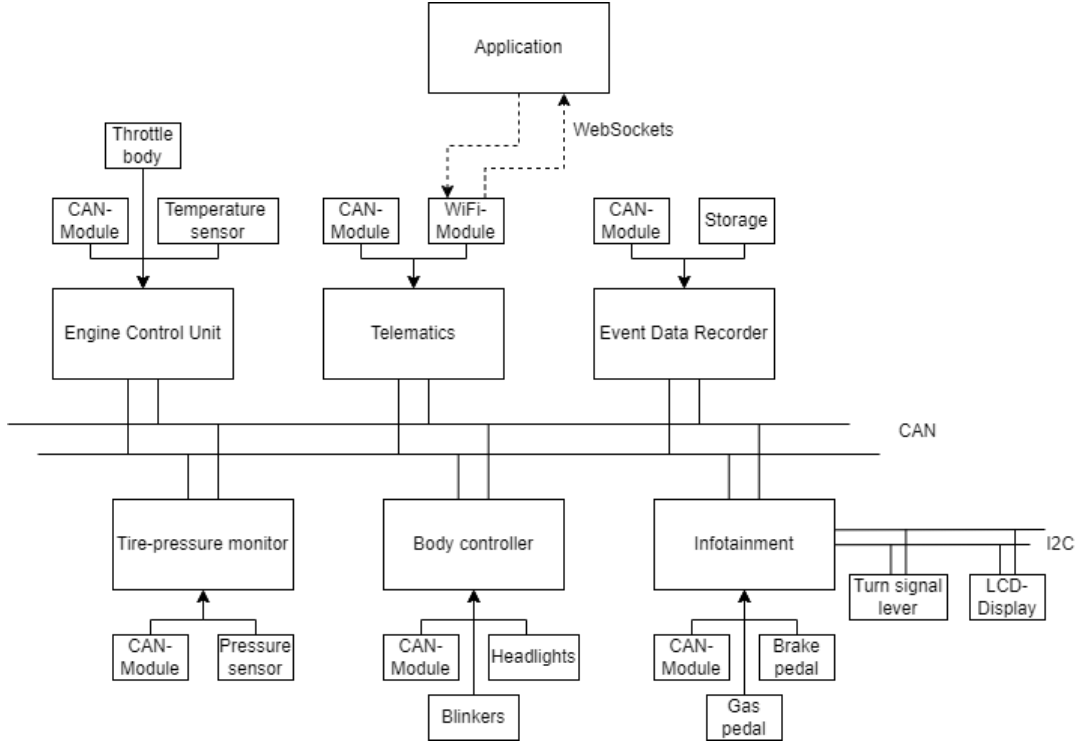 Application
WebSockets
Throttle
body
CAN-
Module
Temperature
sensor
CAN-
Module
WiFi-
Module
CAN-
Module
Storage
Engine Control Unit
Telematics
Event Data Recorder
CAN
Tire-pressure monitor
Body controller
Infotainment
I2C
Turn signal
lever
LCD-
Display
CAN-
Module
Pressure
sensor
CAN-
Module
Headlights
Blinkers
CAN-
Module
Brake
pedal
Gas
pedal